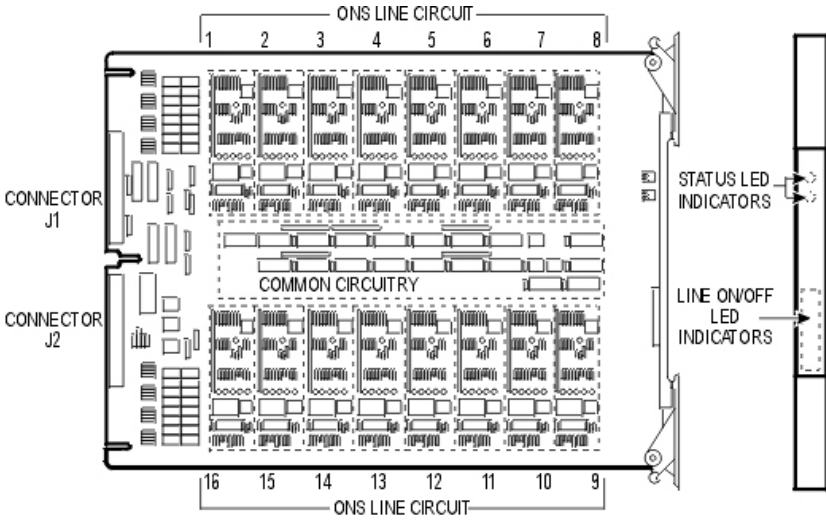 ONS LINE CIRCUIT
1 2 3 4 5 6 7 8
CONNECTOR
J1
STATUS LED
INDICATORS
COMMON CIRCUITRY
CONNECTOR
J2
LINE ON/OFF
LED
INDICATORS
16 15 14 13 12 11 10 9
ONS LINE CIRCUIT